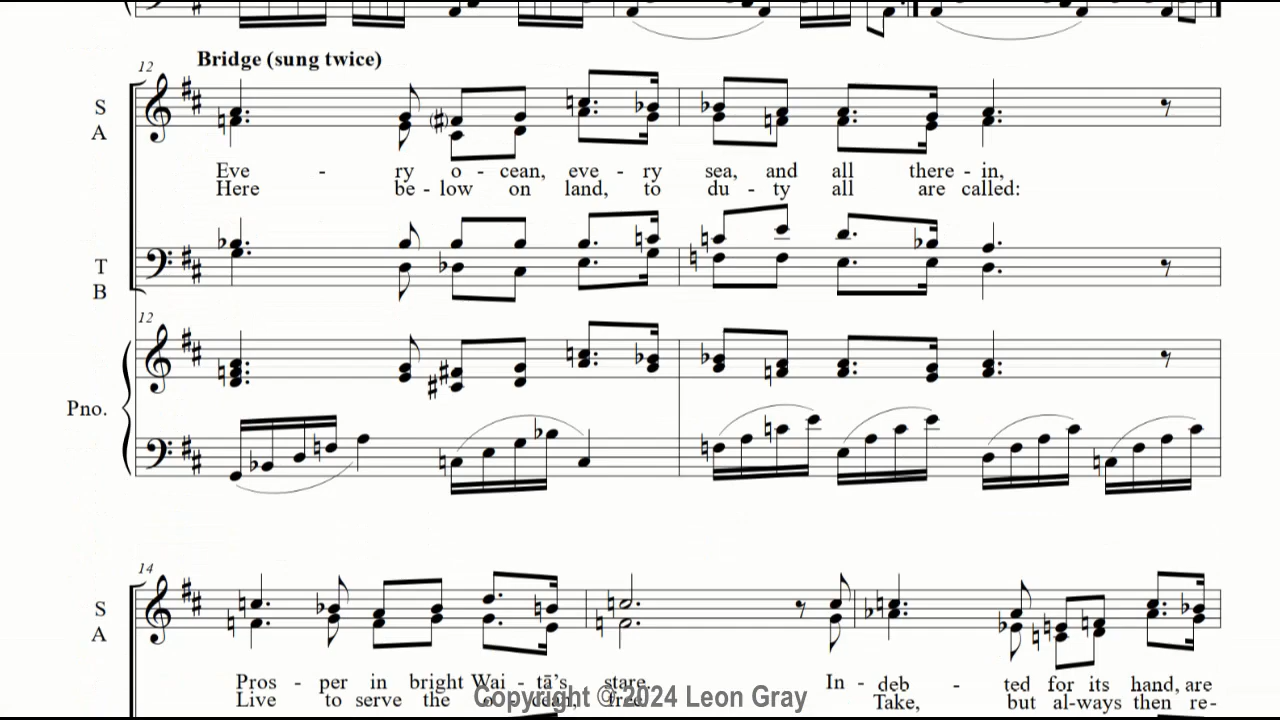 Bridge (sung twice)
12
S
A
Eve - ry o - cean, eve - ry sea, and all there - in,
Here be - low on land, to du - ty all are called:
T
B
12
Pno.
14
S
A
Pros - per in bright Wai - tā's stare. In - deb - ted for its hand, are
Live to serve the o - cean, free. Take, but al - ways then re-
Copyright © 2024 Leon Gray